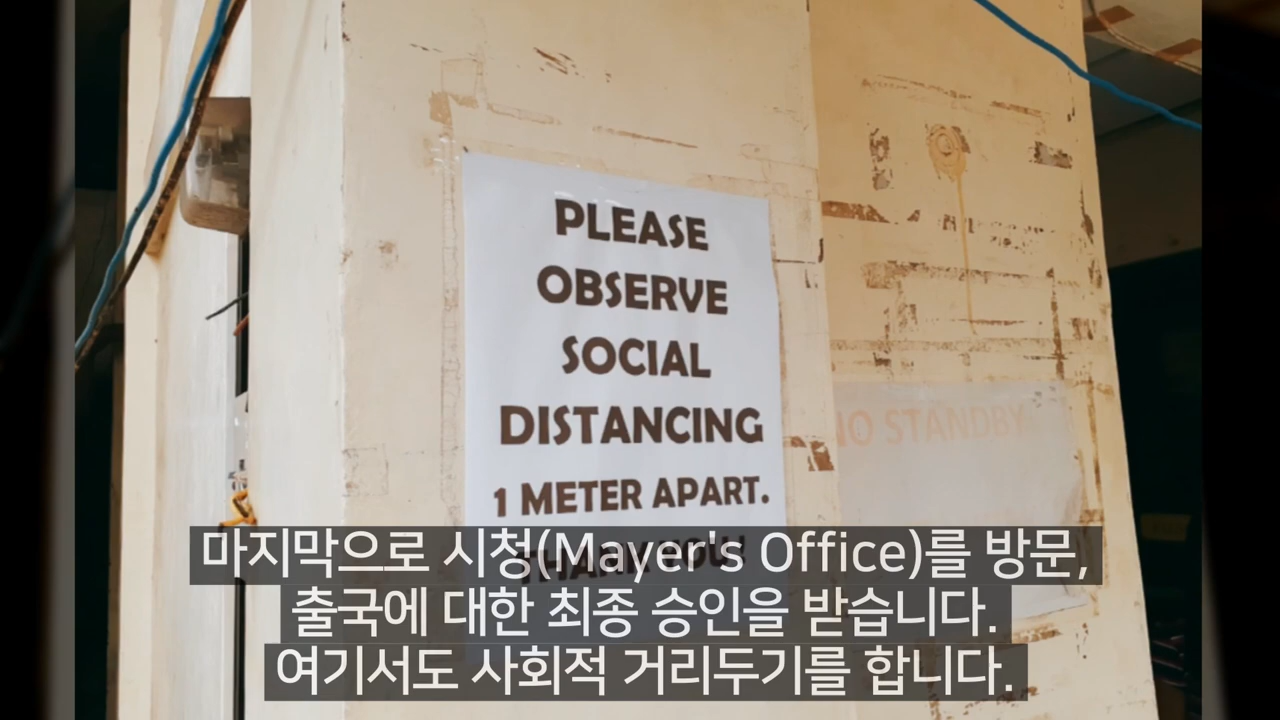 PLEASE
OBSERVE
SOCIAL
DISTANCING
1 METER APART.
THANK YOU!
NO STANDBY
마지막으로 시청(Mayer's Office)를 방문,
출국에 대한 최종 승인을 받습니다.
여기서도 사회적 거리두기를 합니다.